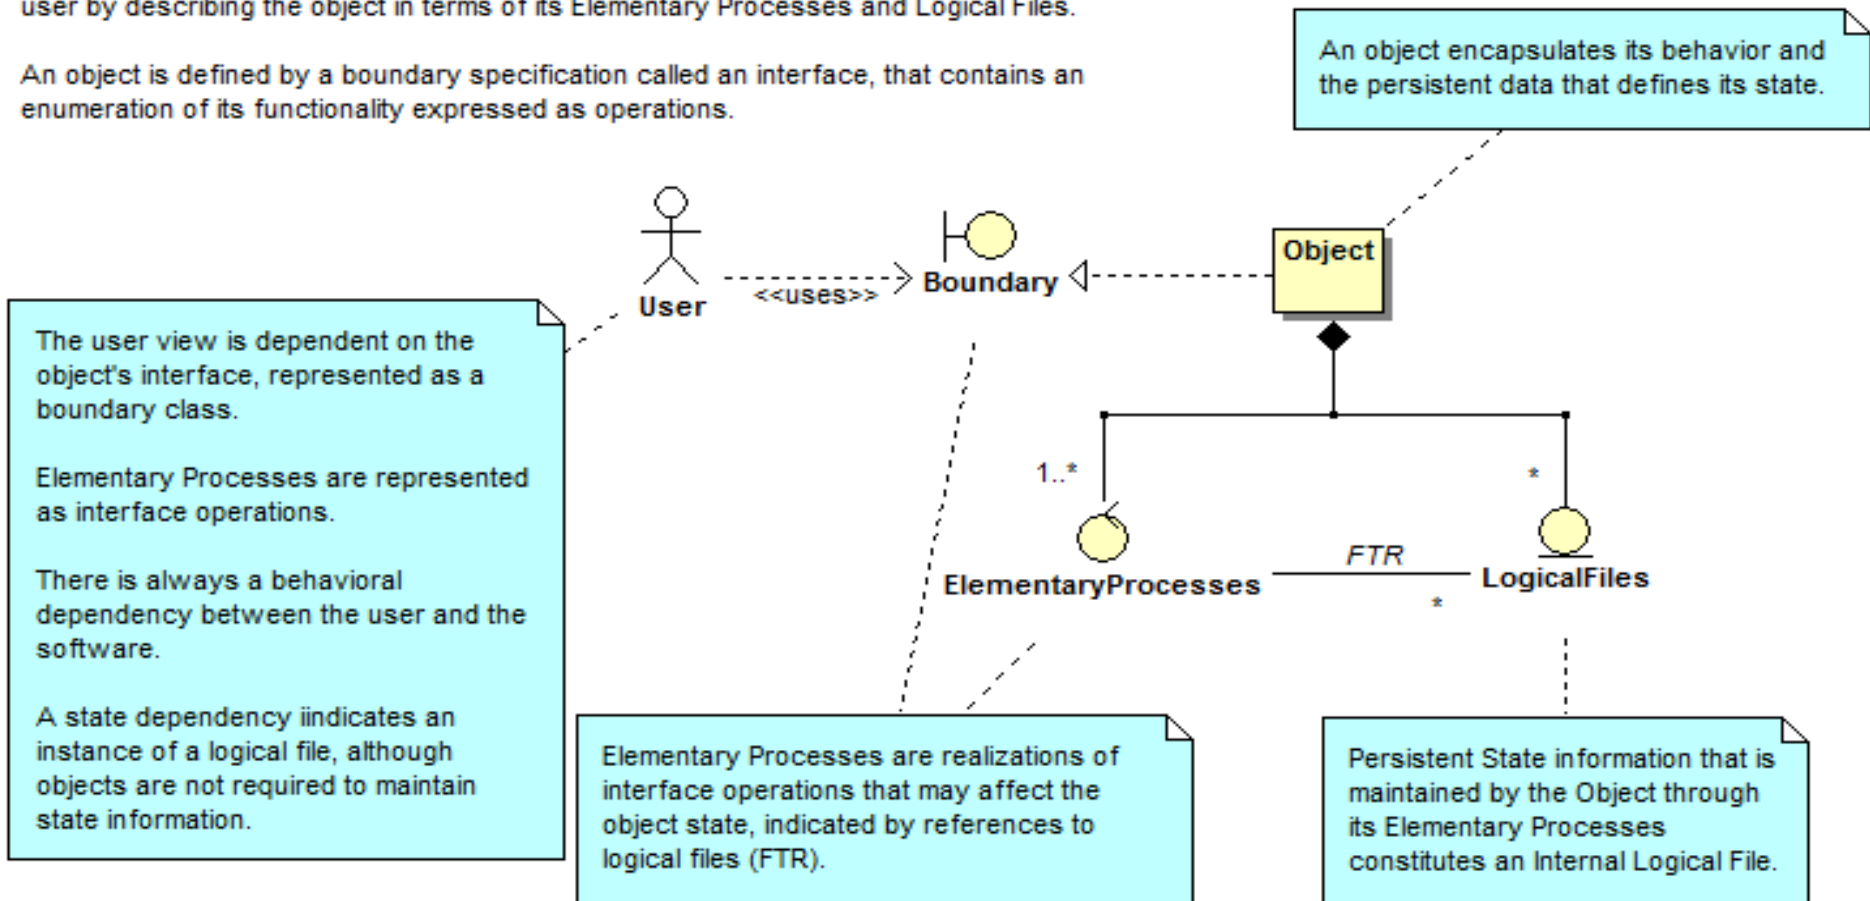 user by describing the object in terms of its Elementary Processes and Logical Files.
An object is defined by a boundary specification called an interface, that contains an
enumeration of its functionality expressed as operations.
An object encapsulates its behavior and
the persistent data that defines its state.
Object
Boundary
<<uses>>
User
The user view is dependent on the
object's interface, represented as a
boundary class.
Elementary Processes are represented
as interface operations.
There is always a behavioral
dependency between the user and the
software.
A state dependency iindicates an
instance of a logical file, although
objects are not required to maintain
state information.
1..*
*
ElementaryProcesses
FTR
*
LogicalFiles
Elementary Processes are realizations of
interface operations that may affect the
object state, indicated by references to
logical files (FTR).
Persistent State information that is
maintained by the Object through
its Elementary Processes
constitutes an Internal Logical File.